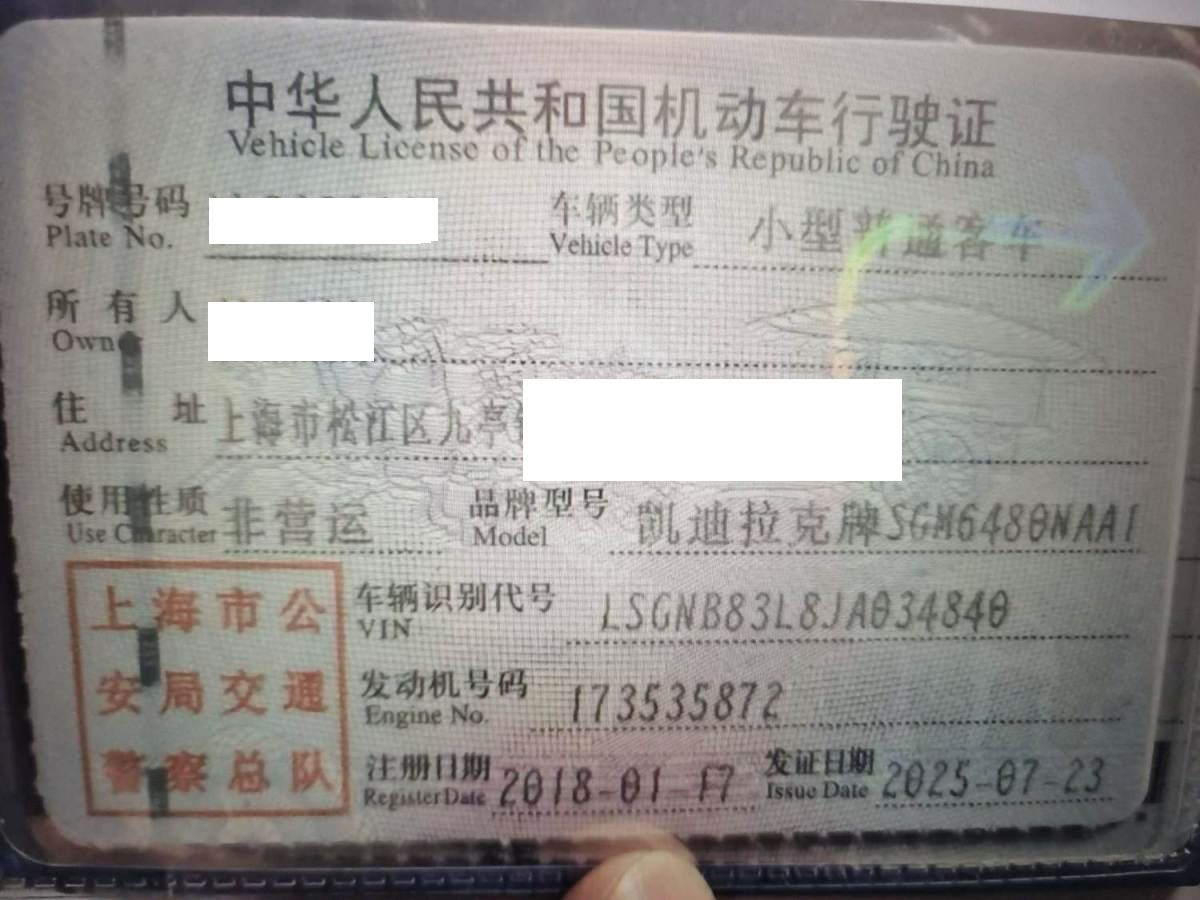 中华人民共和国机动车行驶证
Vehicle License of the People's Republic of China
号牌号码
Plate No.
车辆类型
Vehicle Type
小型普通客车
所有人
Owner
住址
Address
上海市松江区九亭
使用性质
Use Character
非营运
品牌型号
Model
凯迪拉克牌SGM6480NAA1
上海市公
安局交通
警察总队
车辆识别代号
VIN
LSGNB83L8JA034840
发动机号码
Engine No.
173535872
注册日期
Register Date
2018-01-17
发证日期
Issue Date
2025-07-23